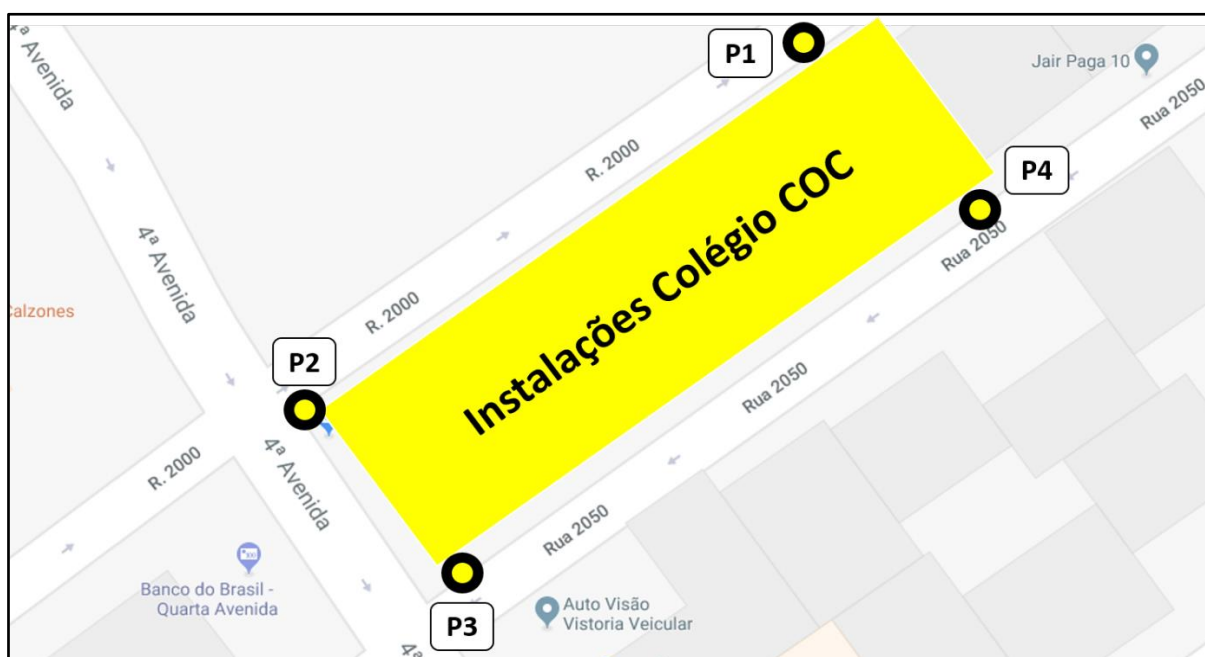 4ª Avenida
P1
Jair Paga 10
Rua 2050
R. 2000
P4
4ª Avenida
Instalações Colégio COC
Rua 2050
Calzones
R. 2000
P2
Rua 2050
4ª Avenida
R. 2000
Rua 2050
Banco do Brasil -
Quarta Avenida
Auto Visão
Vistoria Veicular
P3